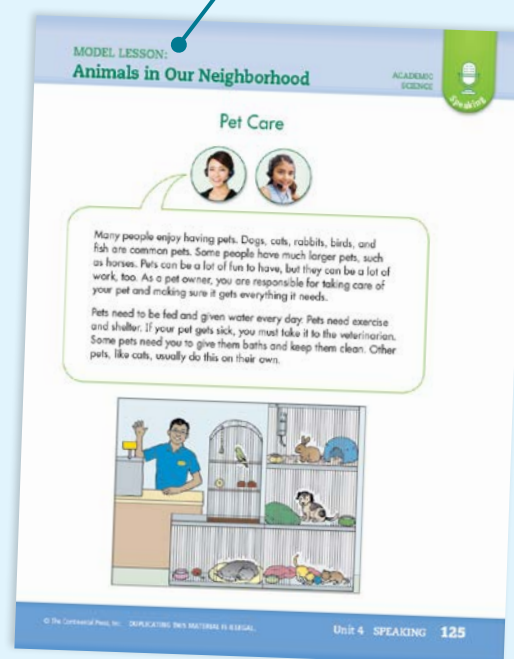 MODEL LESSON:
Animals in Our Neighborhood
ACADEMIC
SCIENCE
Speaking
Pet Care
Many people enjoy having pets. Dogs, cats, rabbits, birds, and
fish are common pets. Some people have much larger pets, such
as horses. Pets can be a lot of fun to have, but they can be a lot of
work, too. As a pet owner, you are responsible for taking care of
your pet and making sure it gets everything it needs.
Pets need to be fed and given water every day. Pets need exercise
and shelter. If your pet gets sick, you must take it to the veterinarian.
Some pets need you to give them baths and keep them clean. Other
pets, like cats, usually do this on their own.
© The Continental Press, Inc. DUPLICATING THIS MATERIAL IS ILLEGAL.
Unit 4 SPEAKING 125